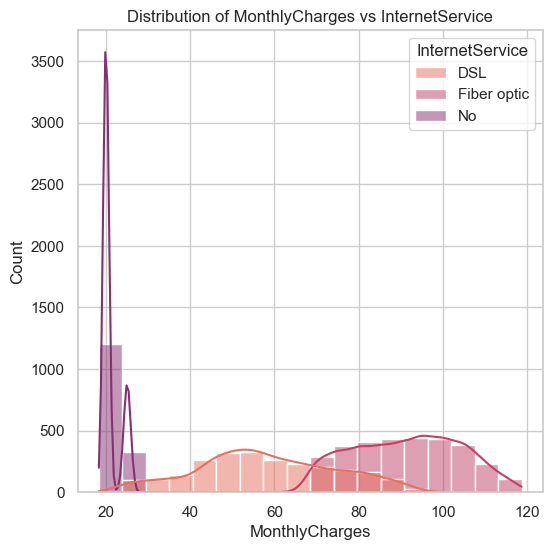 Distribution of MonthlyCharges vs InternetService
InternetService
DSL
Fiber optic
No
3500
3000
2500
2000
1500
1000
500
0
Count
20
40
60
80
100
120
MonthlyCharges